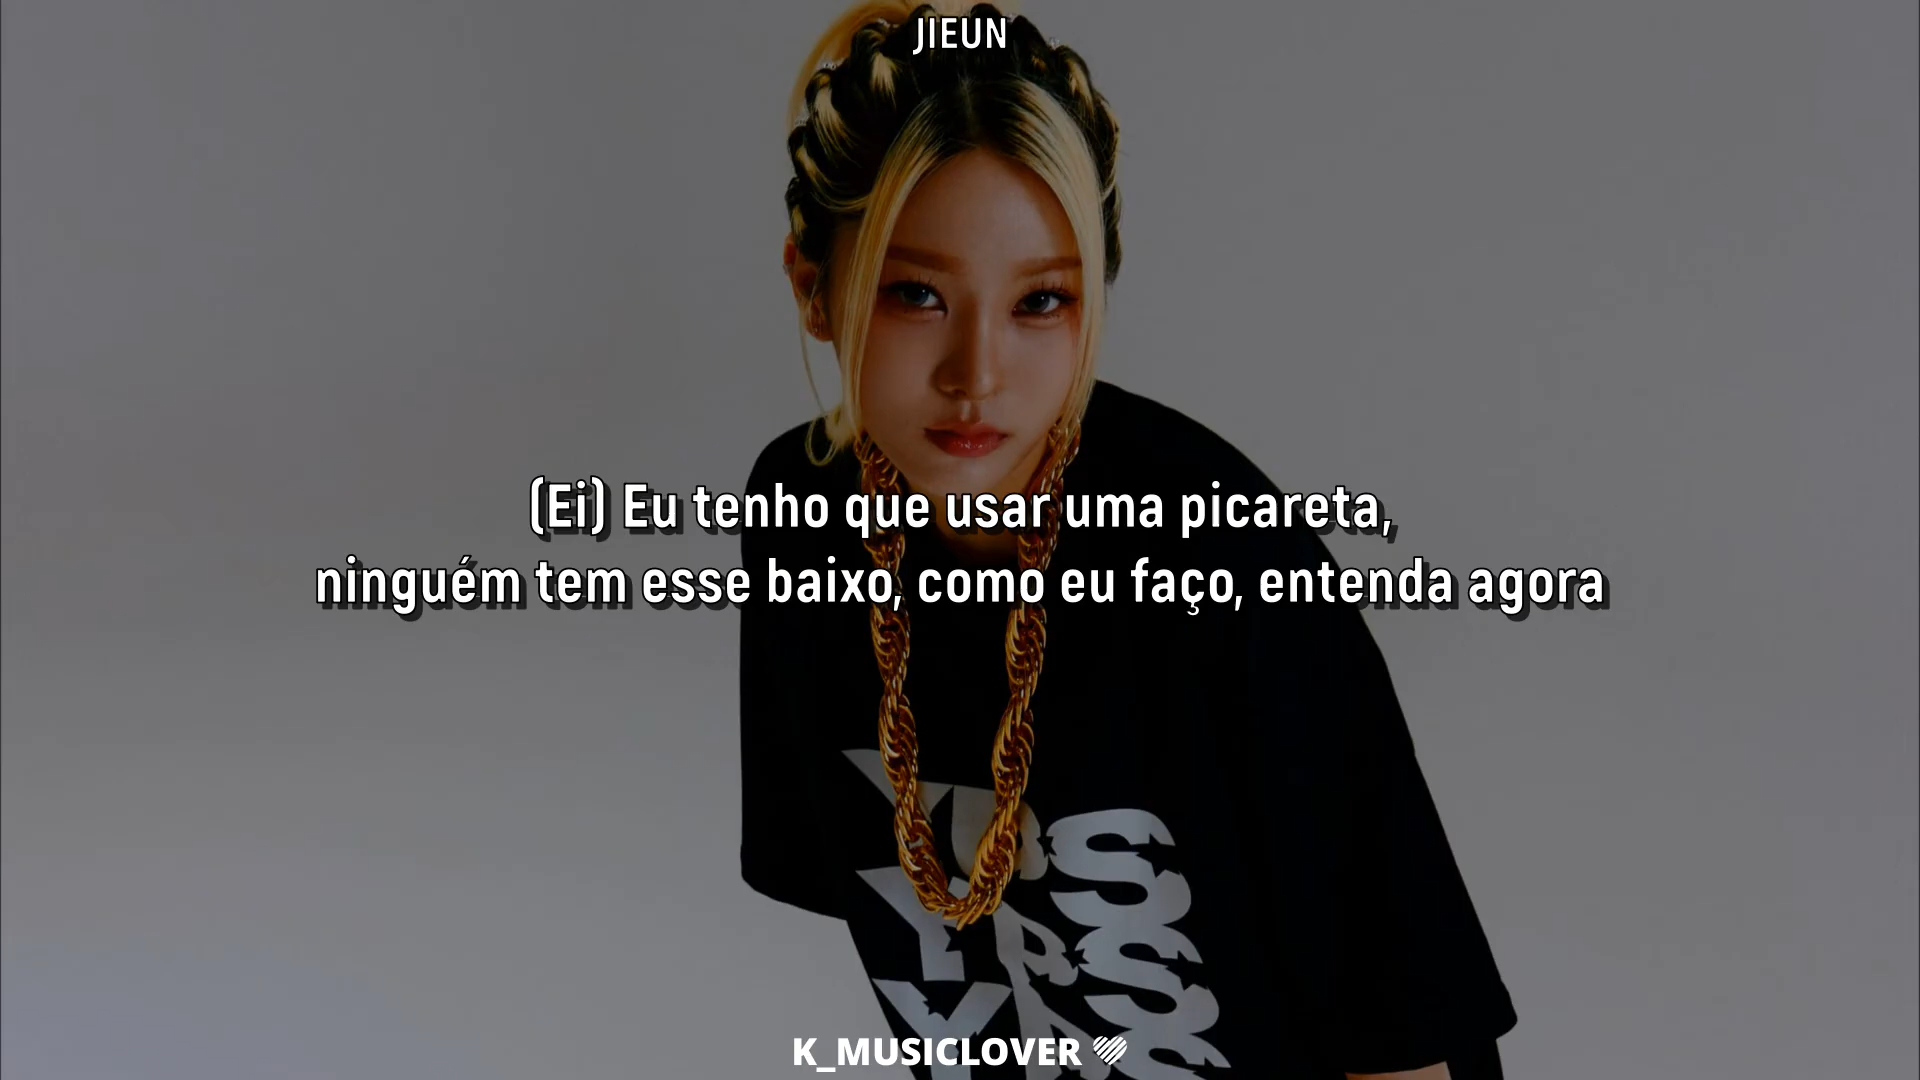 JIEUN
(Ei) Eu tenho que usar uma picareta,
ninguém tem esse baixo, como eu faço, entenda agora
K_MUSICLOVER